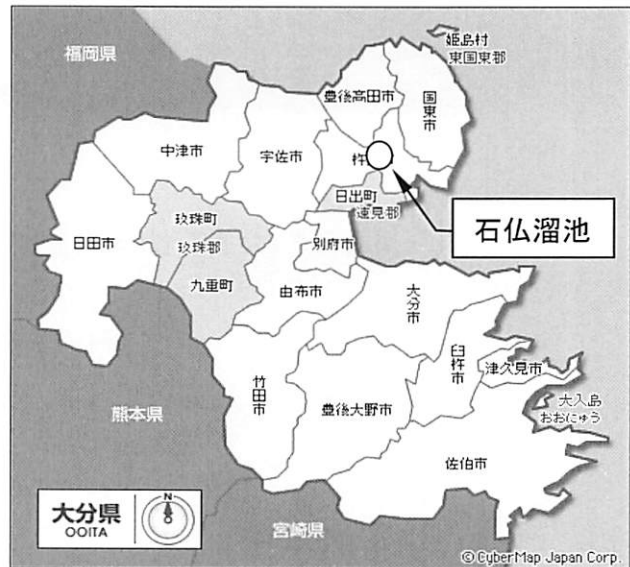 福岡県
姫島村
東国東郡
豊後高田市
国東市
中津市
宇佐市
杵
日出町
速見郡
石仏溜池
玖珠町
日田市
玖珠郡
別府市
九重町
由布市
大分市
臼杵市
津久見市
竹田市
豊後大野市
大入島
おおにゅう
熊本県
佐伯市
大分県
OOITA
N
宮崎県
© CyberMap Japan Corp.